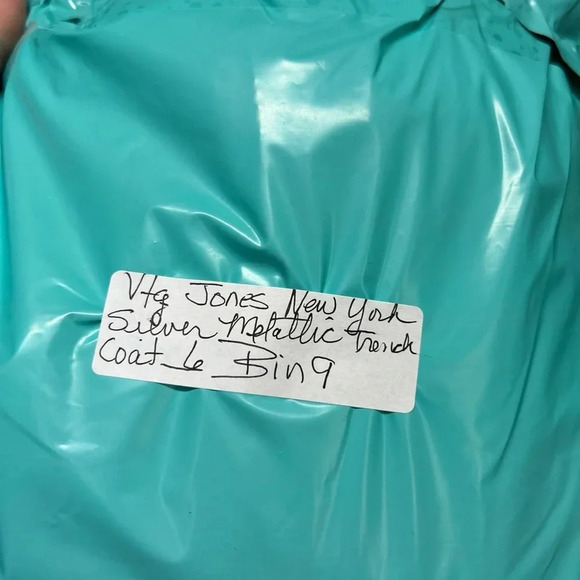 Vtg Jones New York
Silver Metallic Trench
Coat 6 Bin 9